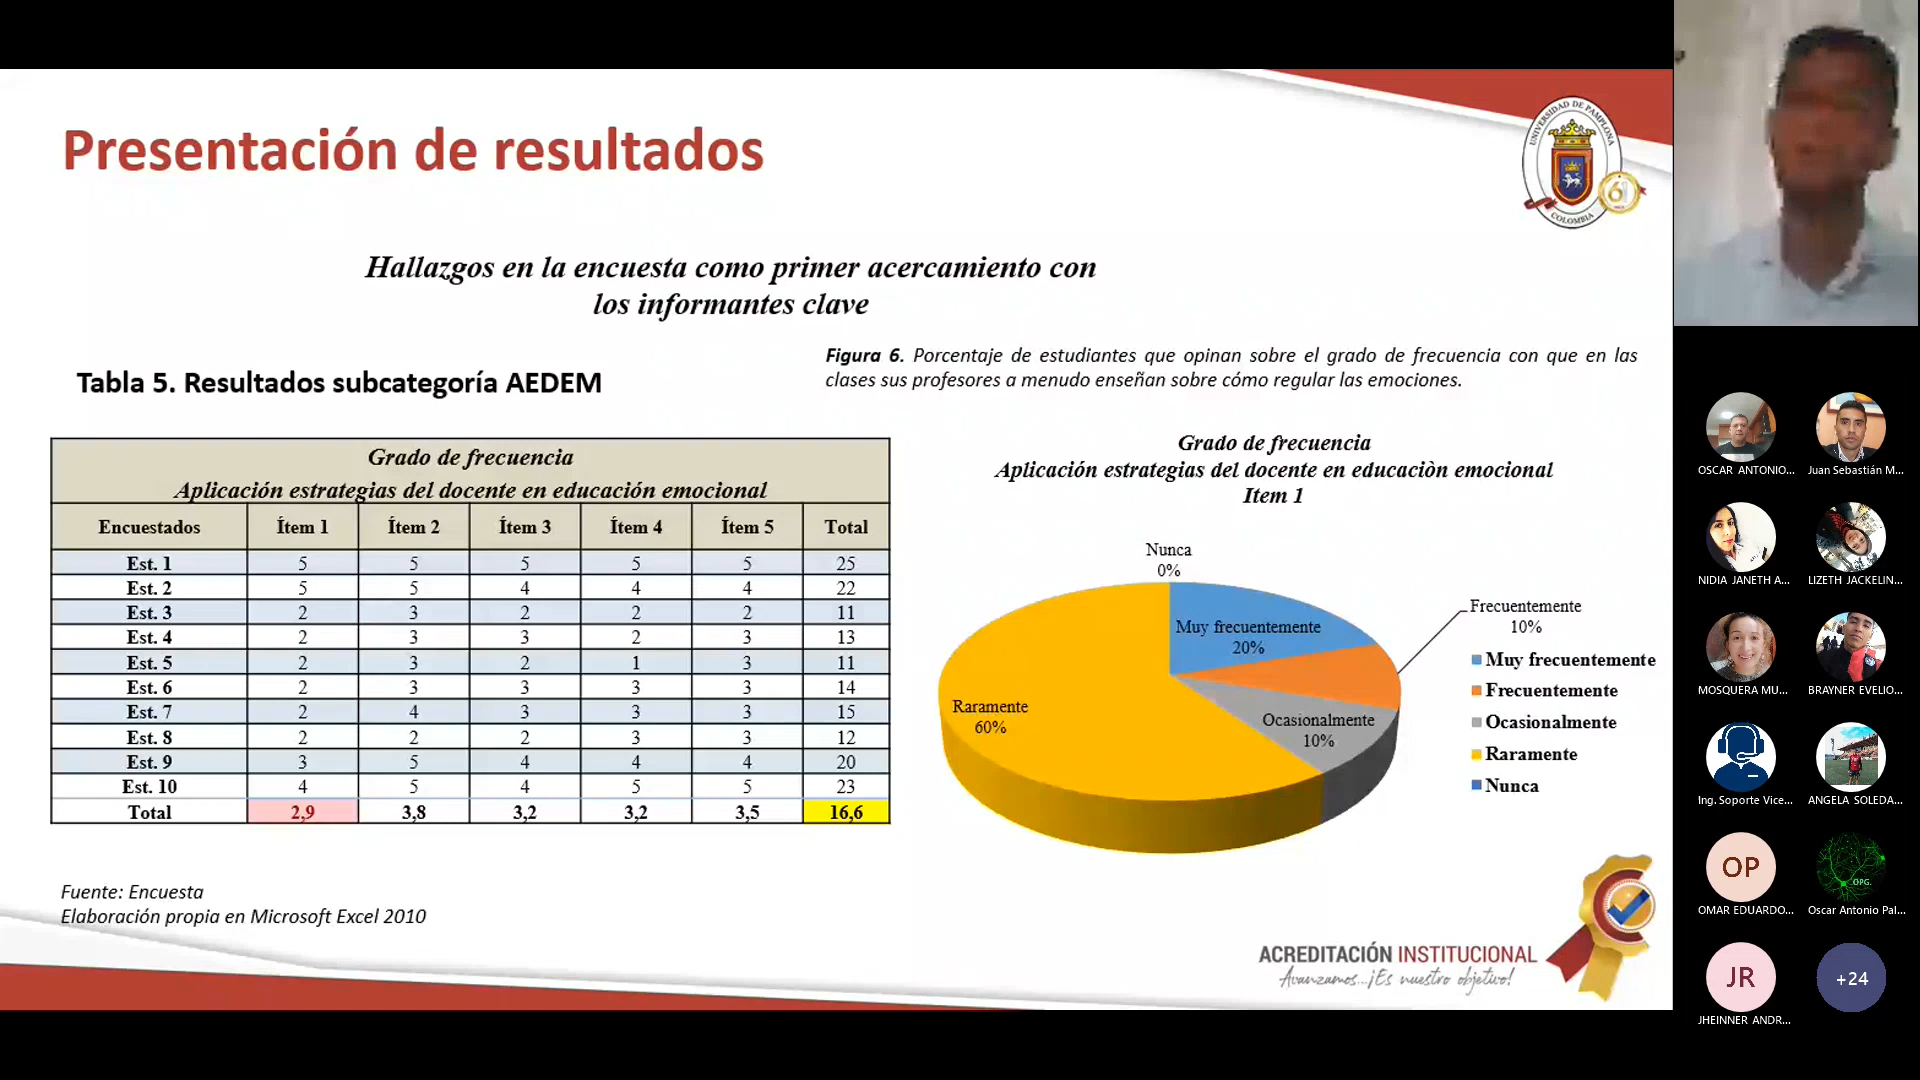 Presentación de resultados
UNIVERSIDAD DE PAMPLONA
COLOMBIA
Hallazgos en la encuesta como primer acercamiento con
los informantes clave
Tabla 5. Resultados subcategoría AEDEM
Grado de frecuencia
Aplicación estrategias del docente en educación emocional
Encuestados Ítem 1 Ítem 2 Ítem 3 Ítem 4 Ítem 5 Total
Est. 1 5 5 5 5 5 25
Est. 2 5 5 4 4 4 22
Est. 3 2 3 2 2 2 11
Est. 4 2 3 3 2 3 13
Est. 5 2 3 2 1 3 11
Est. 6 2 3 3 3 3 14
Est. 7 2 4 3 3 3 15
Est. 8 2 2 2 3 3 12
Est. 9 3 5 4 4 4 20
Est. 10 4 5 4 5 5 23
Total 2,9 3,8 3,2 3,2 3,5 16,6
Fuente: Encuesta
Elaboración propia en Microsoft Excel 2010
Figura 6. Porcentaje de estudiantes que opinan sobre el grado de frecuencia con que en las
clases sus profesores a menudo enseñan sobre cómo regular las emociones.
Grado de frecuencia
Aplicación estrategias del docente en educaciòn emocional
Item 1
Nunca
0%
Muy frecuentemente
20%
Frecuentemente
10%
Ocasionalmente
10%
Raramente
60%
Muy frecuentemente
Frecuentemente
Ocasionalmente
Raramente
Nunca
ACREDITACIÓN INSTITUCIONAL
Avanzamos...¡Es nuestro objetivo!
OSCAR ANTONIO...
Juan Sebastián M...
NIDIA JANETH A...
LIZETH JACKELIN...
MOSQUERA MU...
BRAYNER EVELIO...
Ing. Soporte Vice...
ANGELA SOLEDA...
OP
OMAR EDUARDO...
OPG.
Oscar Antonio Pal...
JR
JHEINNER ANDR...
+24